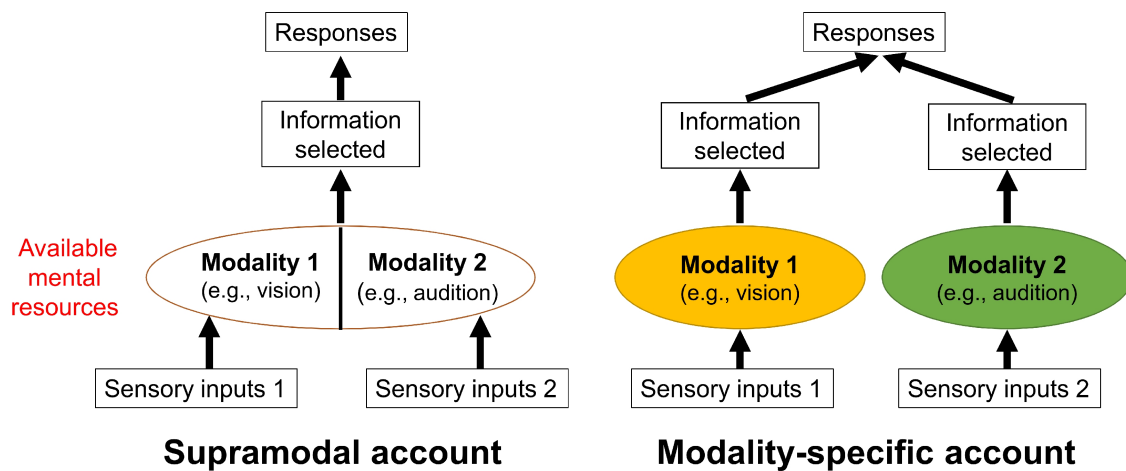 Responses
Information
selected
Available
mental
resources
Modality 1
(e.g., vision)
Modality 2
(e.g., audition)
Sensory inputs 1
Sensory inputs 2
Supramodal account
Responses
Information
selected
Information
selected
Modality 1
(e.g., vision)
Modality 2
(e.g., audition)
Sensory inputs 1
Sensory inputs 2
Modality-specific account